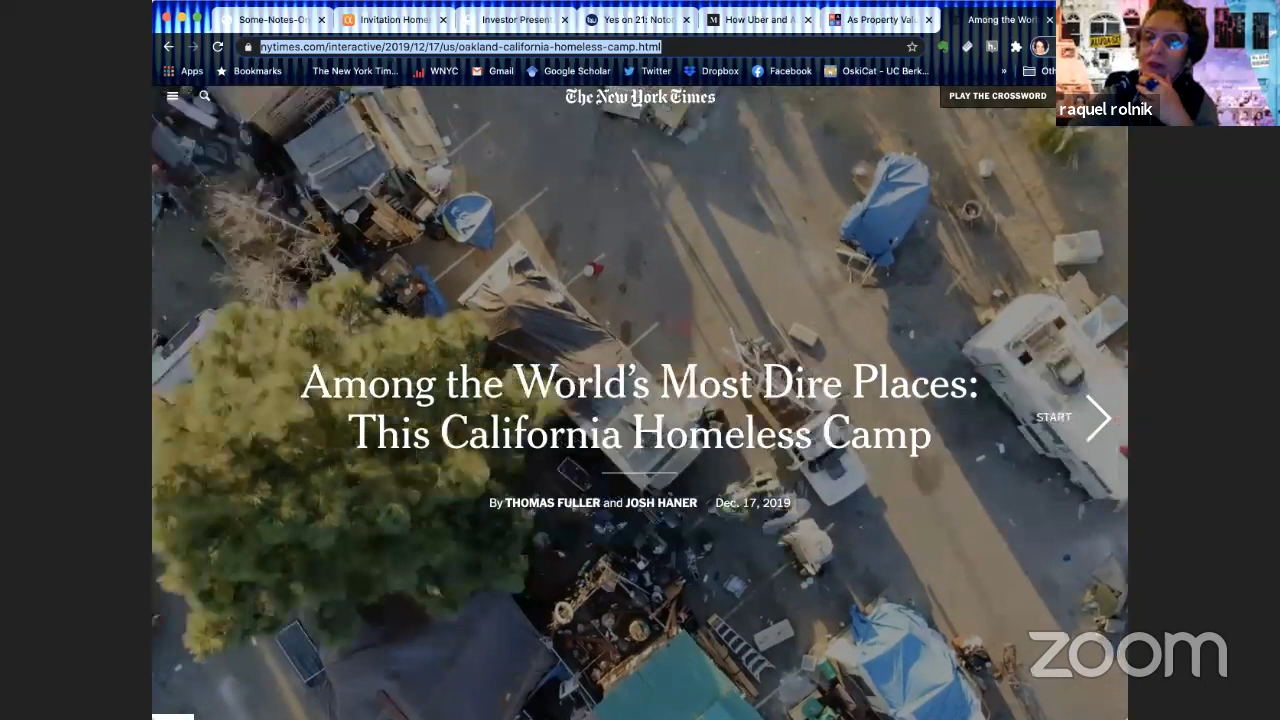 Some-Notes-O
Invitation Home
Investor Present
Yes on 21: Noto
How Uber and A
As Property Valu
Among the Wor
nytimes.com/interactive/2019/12/17/us/oakland-california-homeless-camp.html
Apps
Bookmarks
The New York Tim...
WNYC
Gmail
Google Scholar
Twitter
Dropbox
Facebook
OskiCat - UC Berk...
»
Oth
raquel rolnik
The New York Times
PLAY THE CROSSWORD
Among the World's Most Dire Places:
This California Homeless Camp
START
By THOMAS FULLER and JOSH HANER Dec. 17, 2019
zoom